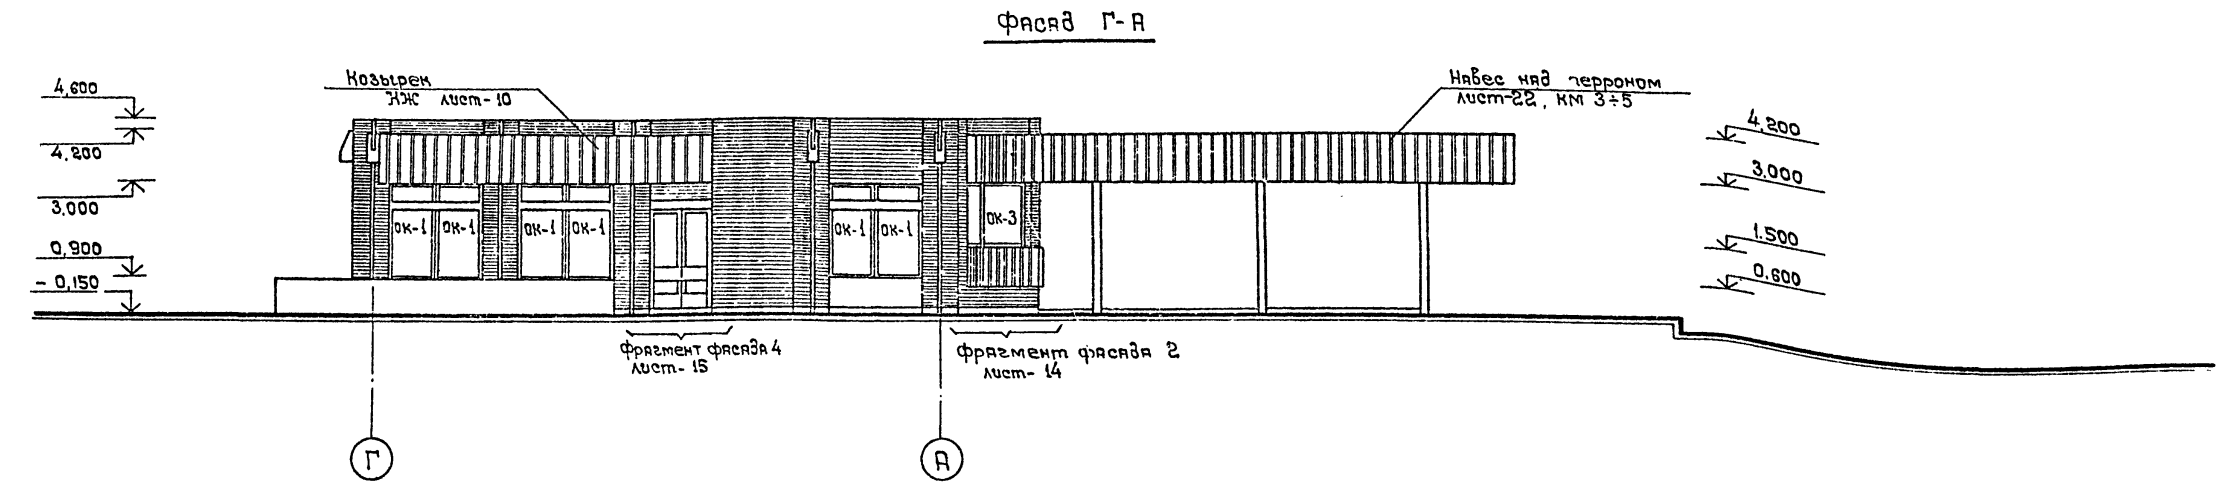 Фасад Г-А
Козырек
КЖ лист-10
Навес над перроном
лист-22, КМ 3÷5
4,600
4,200
3,000
0,900
- 0,150
4,200
3,000
1.500
0.600
ОК-1 ОК-1 ОК-1 ОК-1 ОК-1 ОК-1 ОК-3
фрагмент фасада 4
лист- 15
фрагмент фасада 2
лист- 14
Г А